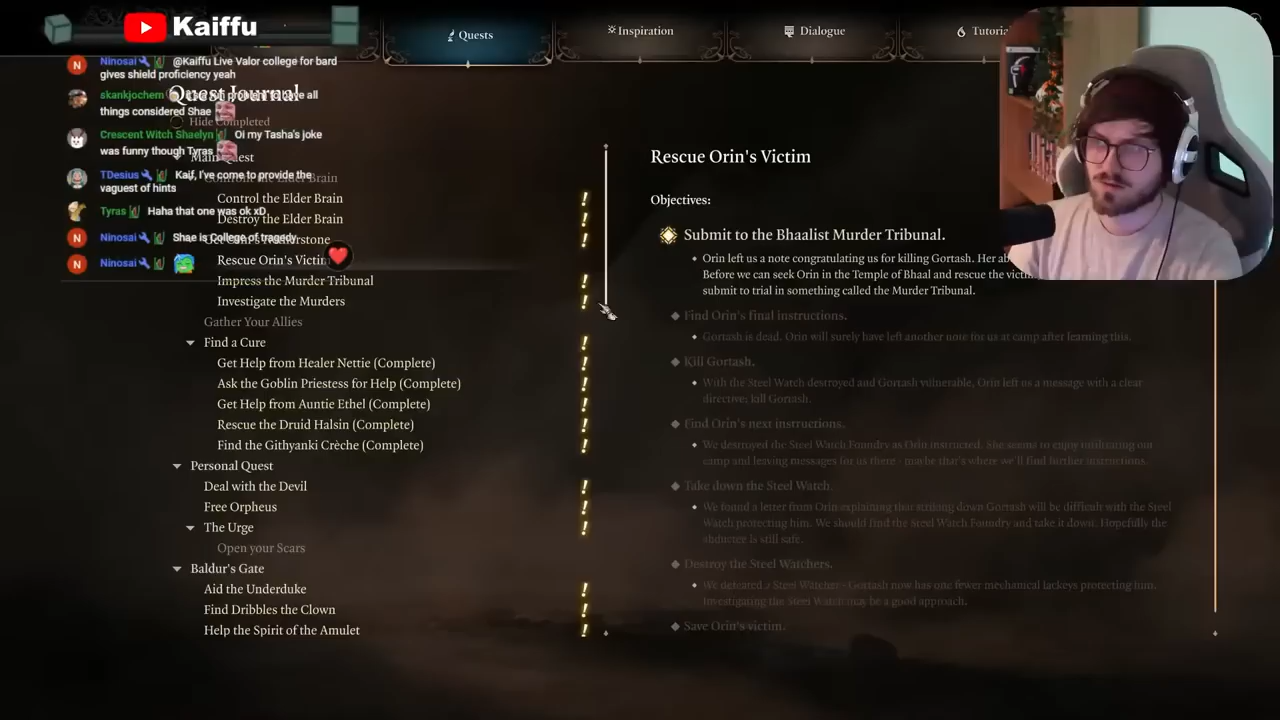 Kaiffu
Quests
Inspiration
Dialogue
Tutoria
Ninosai @Kaiffu Live Valor college for bard
gives shield proficiency yeah
skankjochem
things considered Shae
Crescent Witch Shaelyn Oi my Tasha's joke
was funny though Tyras
TDesius Kaif, I've come to provide the
vaguest of hints
Tyras Haha that one was ok xD
Ninosai Shae is College of tragedy
Ninosai
Quest Journal
Hide Completed
Main Quest
Confront the Elder Brain
Control the Elder Brain
Destroy the Elder Brain
Rescue Orin's Victim
Impress the Murder Tribunal
Investigate the Murders
Gather Your Allies
Find a Cure
Get Help from Healer Nettie (Complete)
Ask the Goblin Priestess for Help (Complete)
Get Help from Auntie Ethel (Complete)
Rescue the Druid Halsin (Complete)
Find the Githyanki Crèche (Complete)
Personal Quest
Deal with the Devil
Free Orpheus
The Urge
Open your Scars
Baldur's Gate
Aid the Underduke
Find Dribbles the Clown
Help the Spirit of the Amulet
Rescue Orin's Victim
Objectives:
Submit to the Bhaalist Murder Tribunal.
Orin left us a note congratulating us for killing Gortash. Her
Before we can seek Orin in the Temple of Bhaal and rescue the
submit to trial in something called the Murder Tribunal.
Find Orin's final instructions.
Gortash is dead. Orin will surely have left another note for us at camp after learning this.
Kill Gortash.
With the Steel Watch destroyed and Gortash vulnerable, Orin left us a message with a clear
directive: kill Gortash.
Find Orin's next instructions.
We destroyed the Steel Watch Foundry as Orin instructed. She seems to enjoy infiltrating our
camp and leaving messages for us there - maybe that's where we'll find further instructions.
Take down the Steel Watch.
We found a letter from Orin explaining that striking down Gortash will be difficult with the Steel
Watch protecting him. We should find the Steel Watch Foundry and take it down. Hopefully the
abductee is still safe.
Destroy the Steel Watchers.
We defeated a Steel Watcher - Gortash now has one fewer mechanical lackeys protecting him.
Investigating the Steel Watch may be a good approach.
Save Orin's victim.